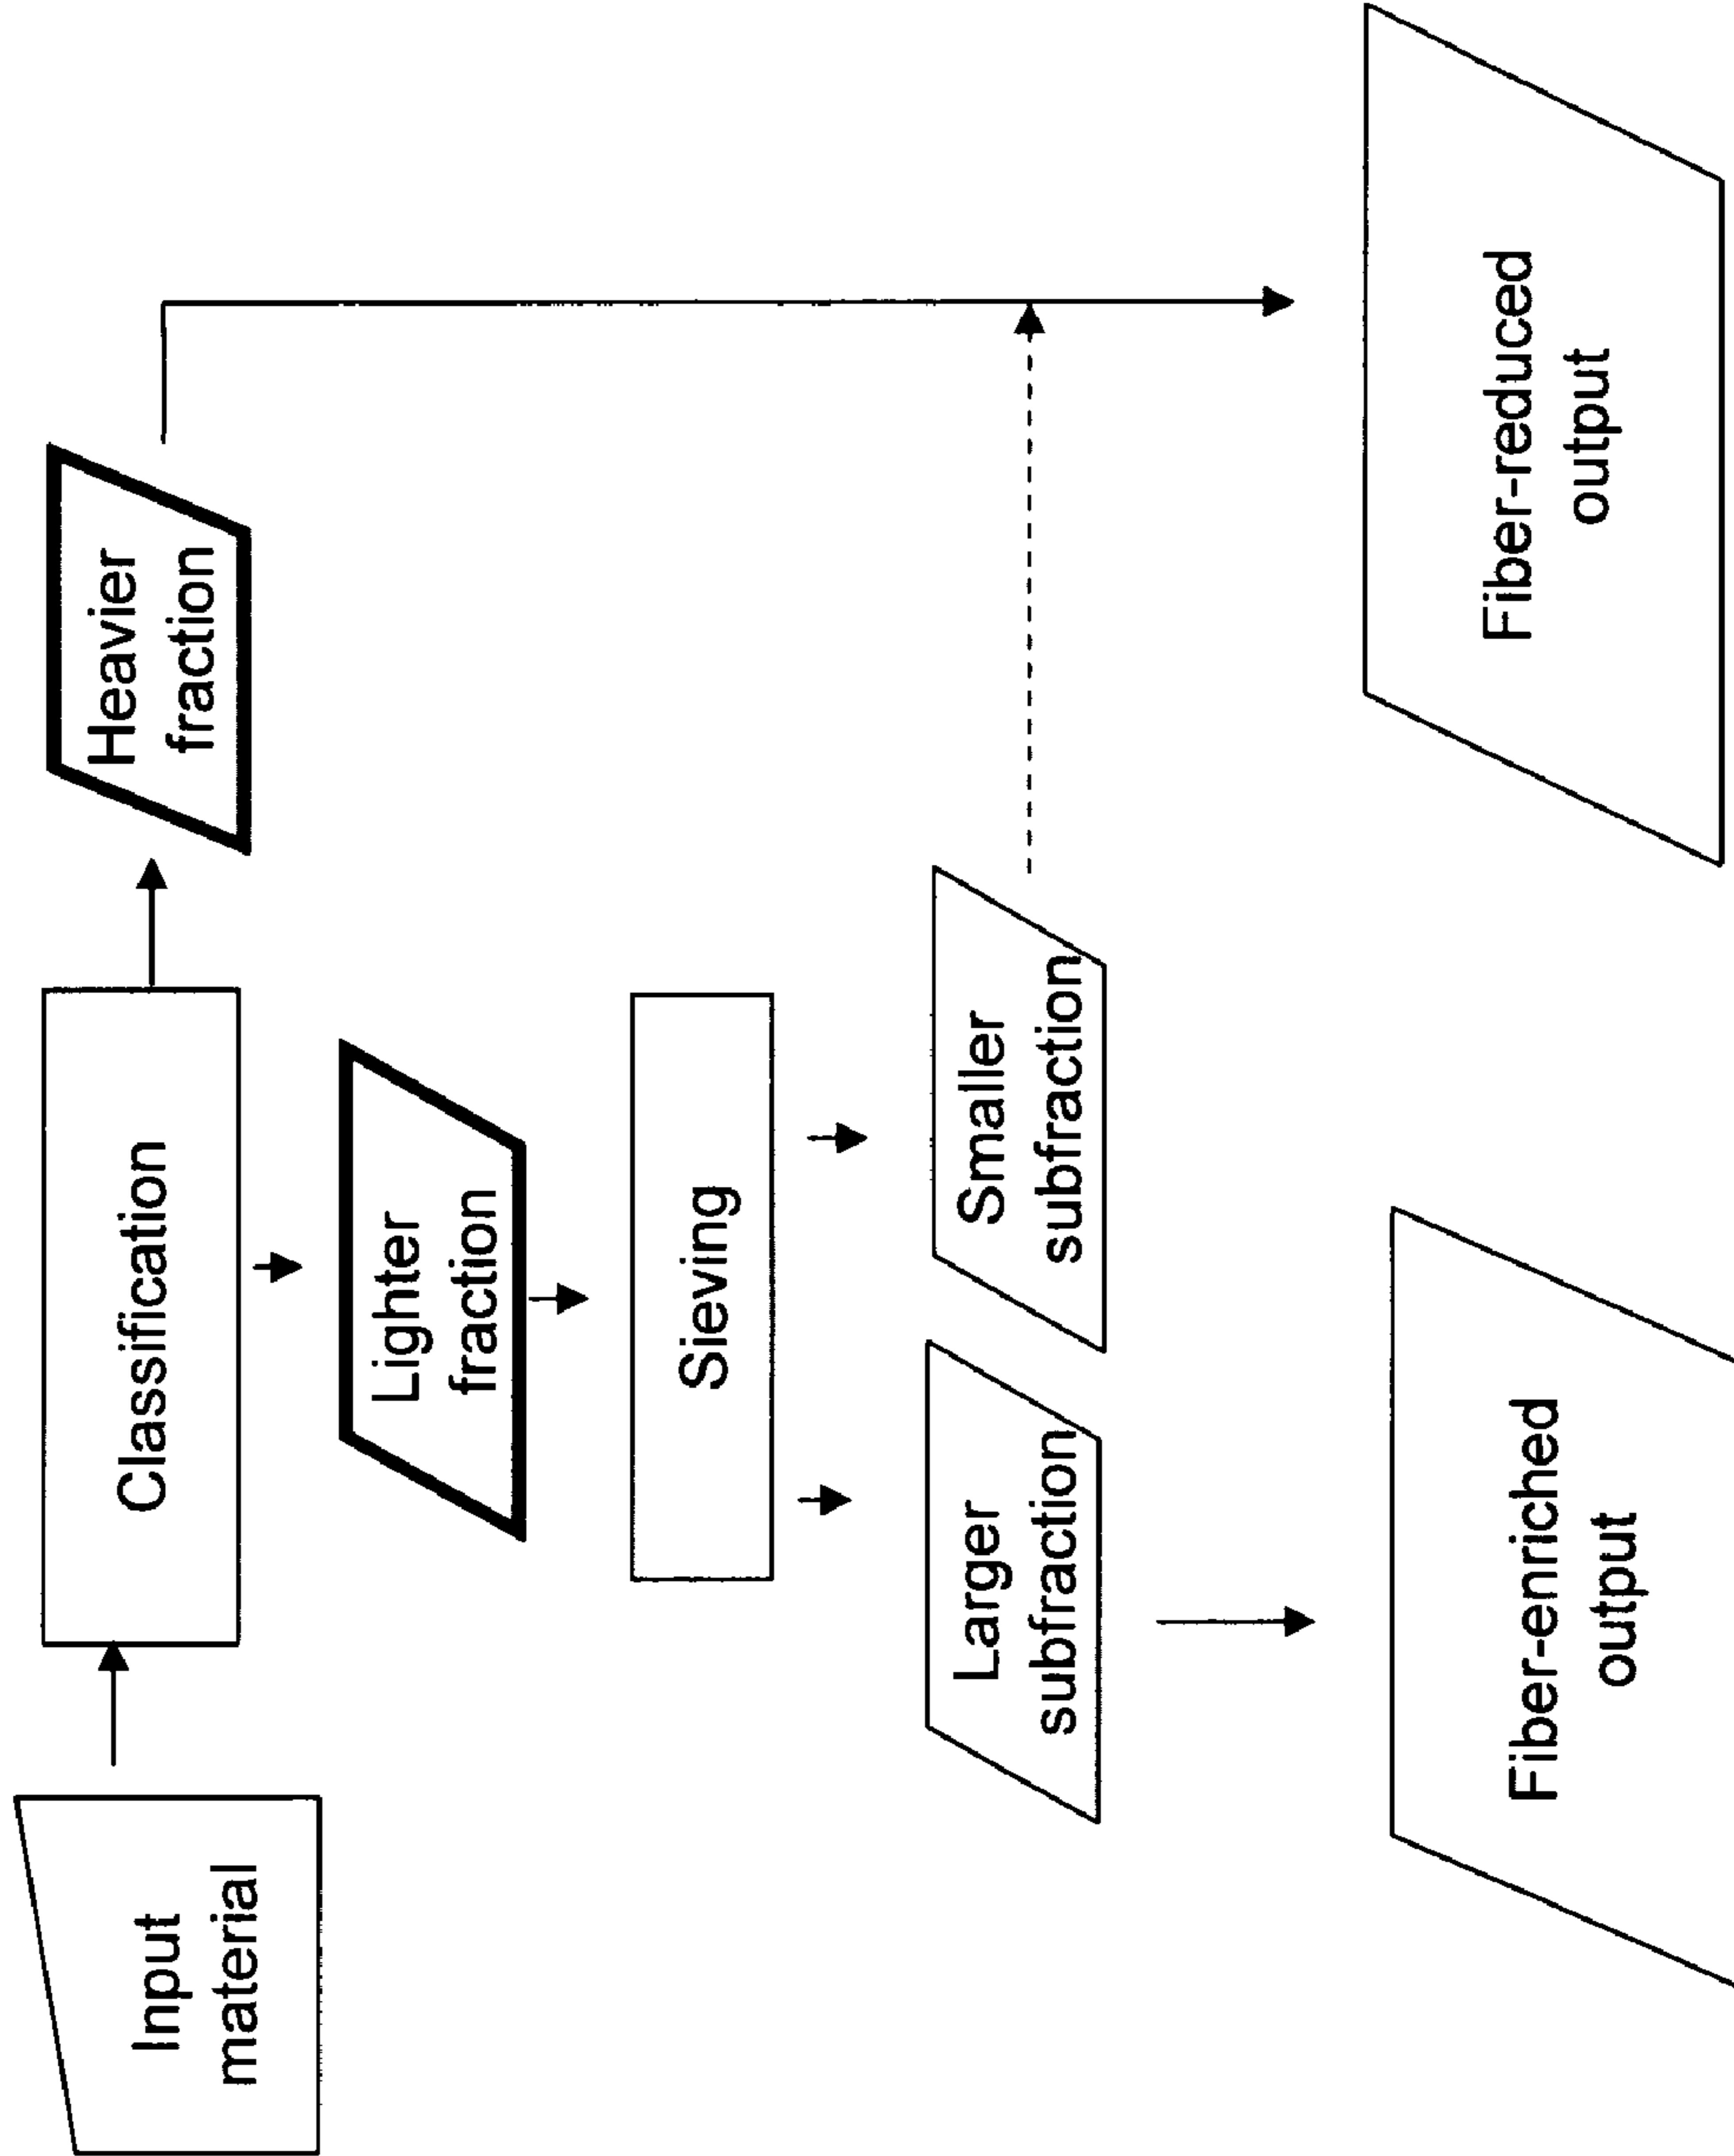 Input
material
Classification
Heavier
fraction
Lighter
fraction
Sieving
Larger
subfraction
Smaller
subfraction
Fiber-enriched
output
Fiber-reduced
output